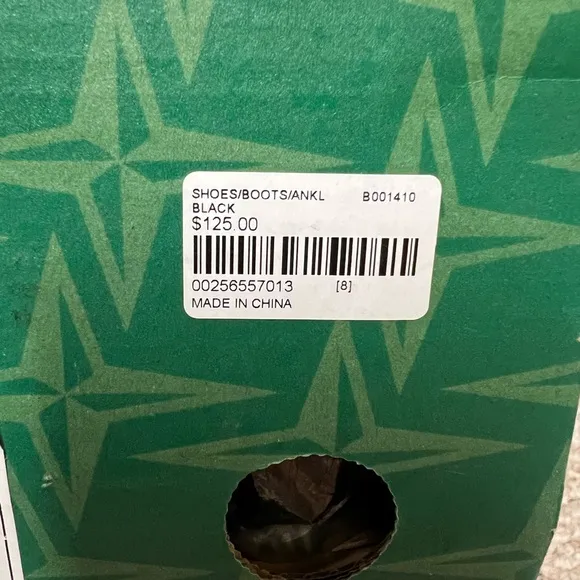 SHOES/BOOTS/ANKL B001410
BLACK
$125.00
00256557013 [8]
MADE IN CHINA